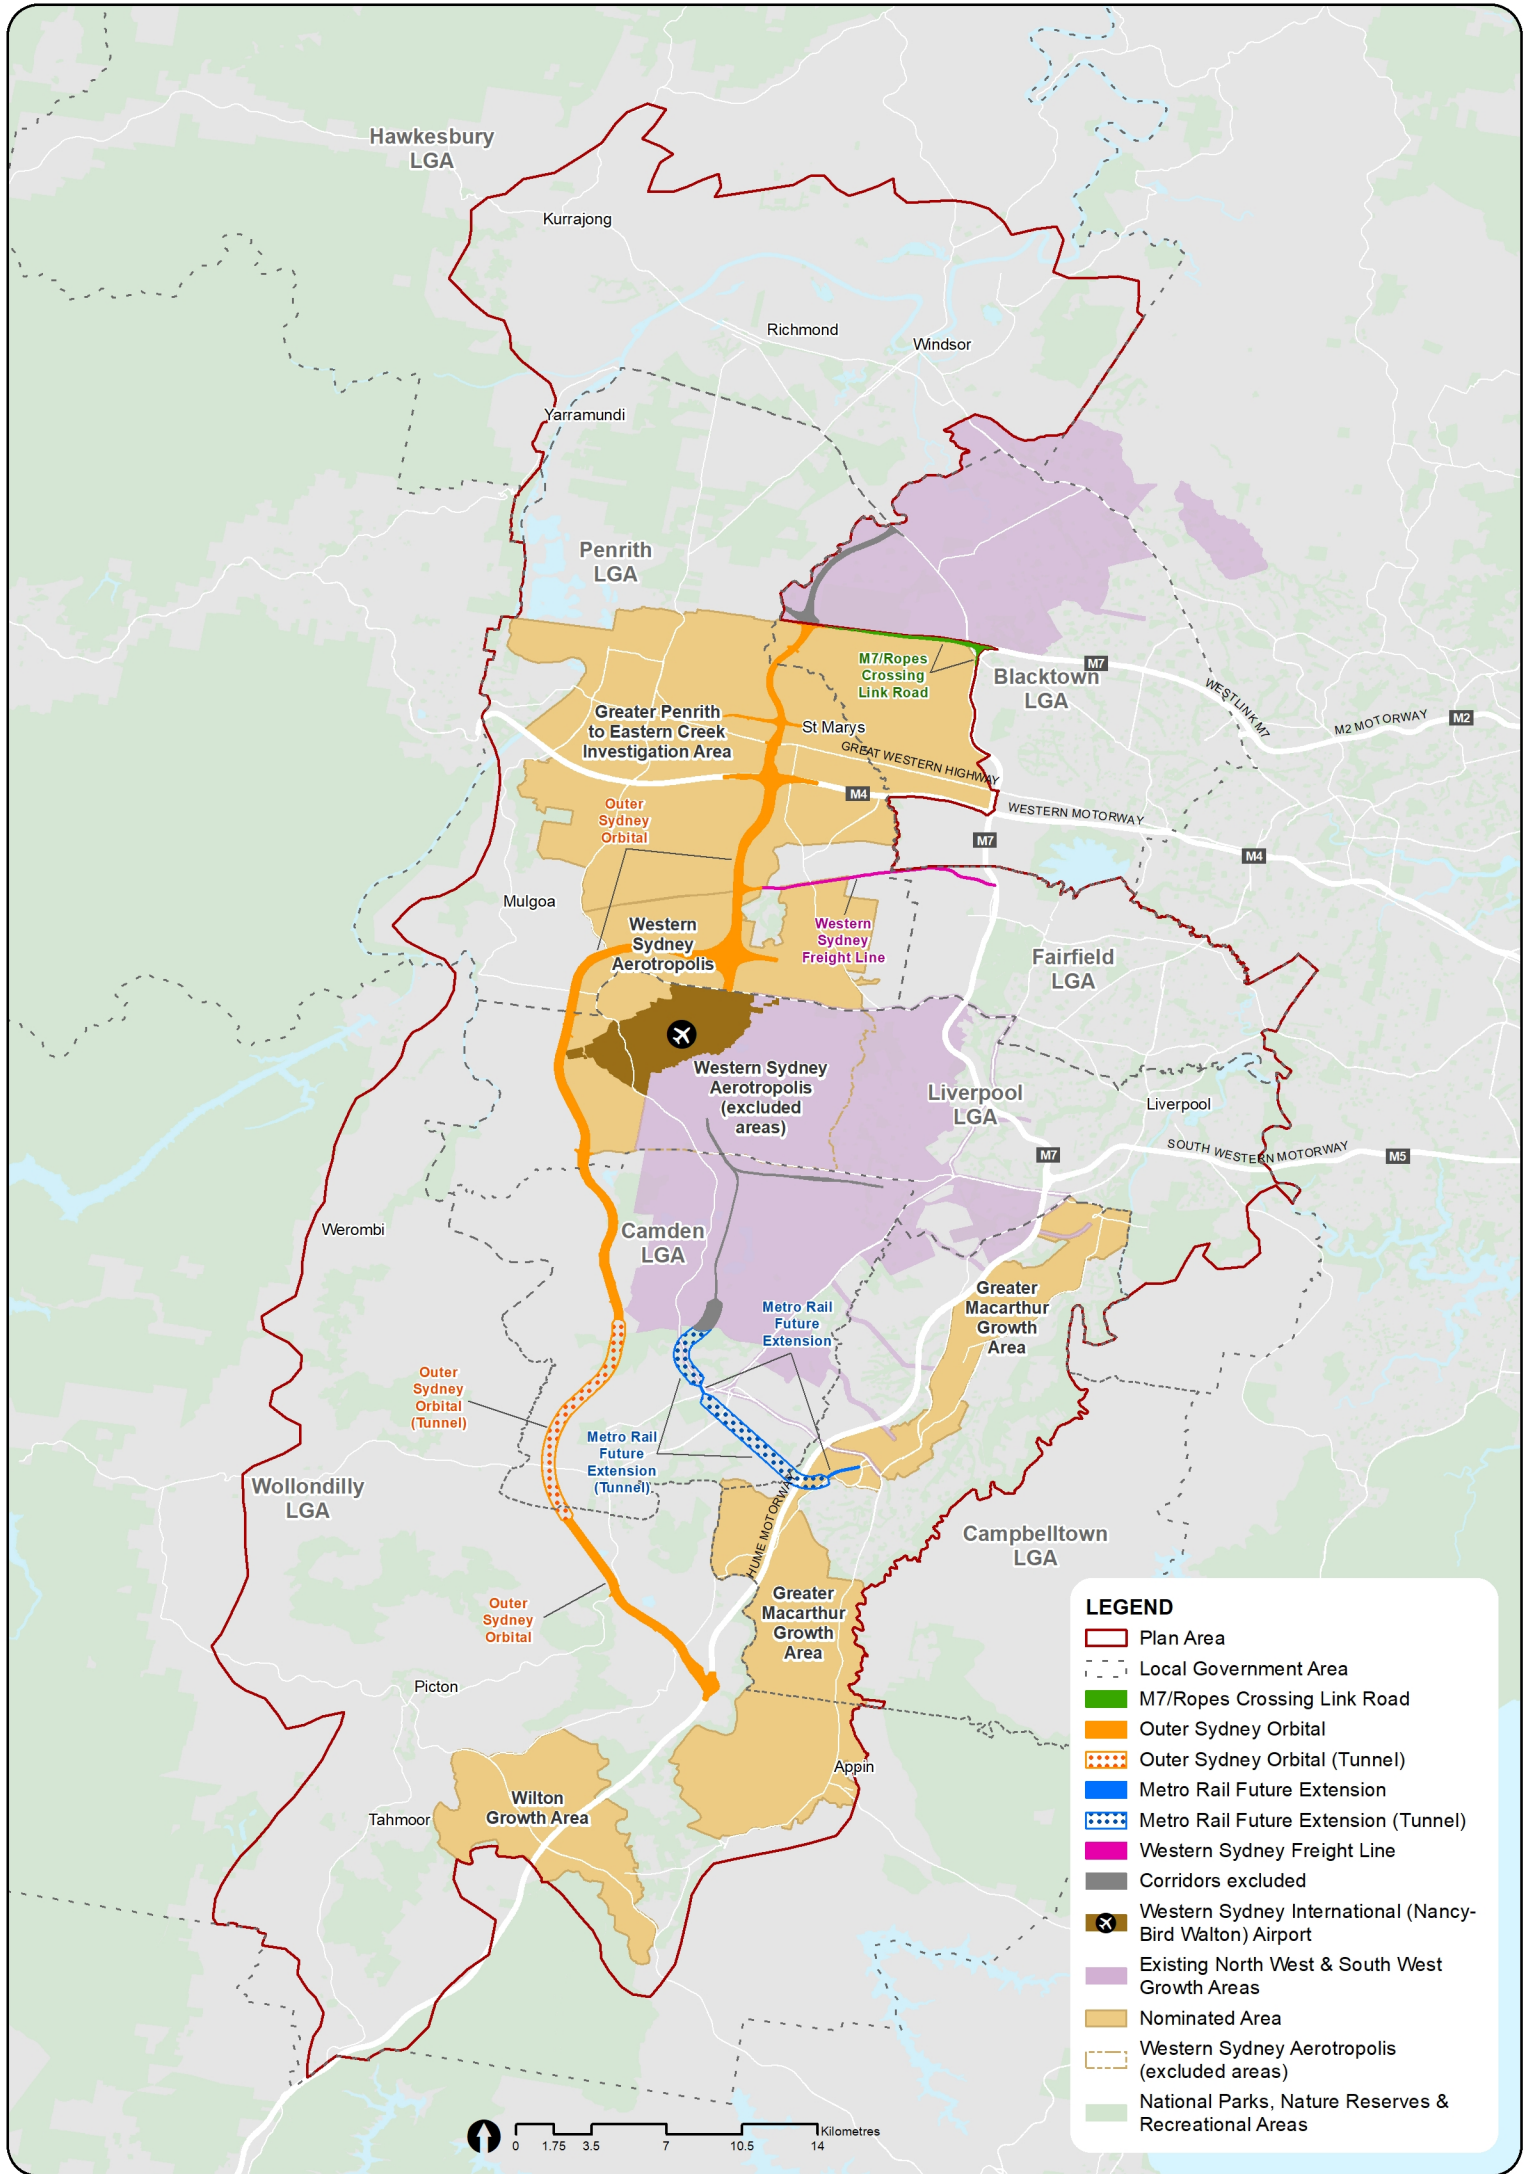 Hawkesbury
LGA
Kurrajong
Richmond
Windsor
Yarramundi
Penrith
LGA
M7/Ropes
Crossing
Link Road
Blacktown
LGA
M7
WESTLINK M7
M2 MOTORWAY
M2
Greater Penrith
to Eastern Creek
Investigation Area
St Marys
GREAT WESTERN HIGHWAY
M4
WESTERN MOTORWAY
M7
M4
Outer
Sydney
Orbital
Mulgoa
Western
Sydney
Aerotropolis
Western
Sydney
Freight Line
Fairfield
LGA
Western Sydney
Aerotropolis
(excluded
areas)
Liverpool
LGA
Liverpool
M7
SOUTH WESTERN MOTORWAY
M5
Werombi
Camden
LGA
Metro Rail
Future
Extension
Greater
Macarthur
Growth
Area
Outer
Sydney
Orbital
(Tunnel)
Metro Rail
Future
Extension
(Tunnel)
Wollondilly
LGA
HUME MOTORWAY
Campbelltown
LGA
Outer
Sydney
Orbital
Greater
Macarthur
Growth
Area
Picton
Appin
Tahmoor
Wilton
Growth Area
LEGEND
Plan Area
Local Government Area
M7/Ropes Crossing Link Road
Outer Sydney Orbital
Outer Sydney Orbital (Tunnel)
Metro Rail Future Extension
Metro Rail Future Extension (Tunnel)
Western Sydney Freight Line
Corridors excluded
Western Sydney International (Nancy-
Bird Walton) Airport
Existing North West & South West
Growth Areas
Nominated Area
Western Sydney Aerotropolis
(excluded areas)
National Parks, Nature Reserves &
Recreational Areas
Kilometres
0 1.75 3.5 7 10.5 14